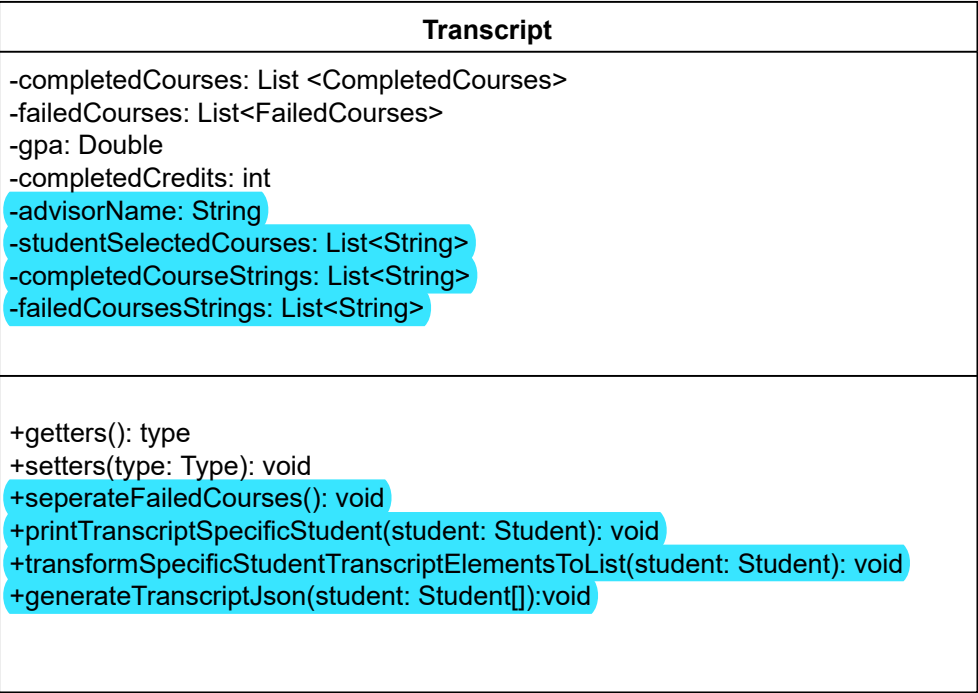 Transcript
-completedCourses: List <CompletedCourses>
-failedCourses: List<FailedCourses>
-gpa: Double
-completedCredits: int
-advisorName: String
-studentSelectedCourses: List<String>
-completedCourseStrings: List<String>
-failedCoursesStrings: List<String>
+getters(): type
+setters(type: Type): void
+seperateFailedCourses(): void
+printTranscriptSpecificStudent(student: Student): void
+transformSpecificStudentTranscriptElementsToList(student: Student): void
+generateTranscriptJson(student: Student[]):void